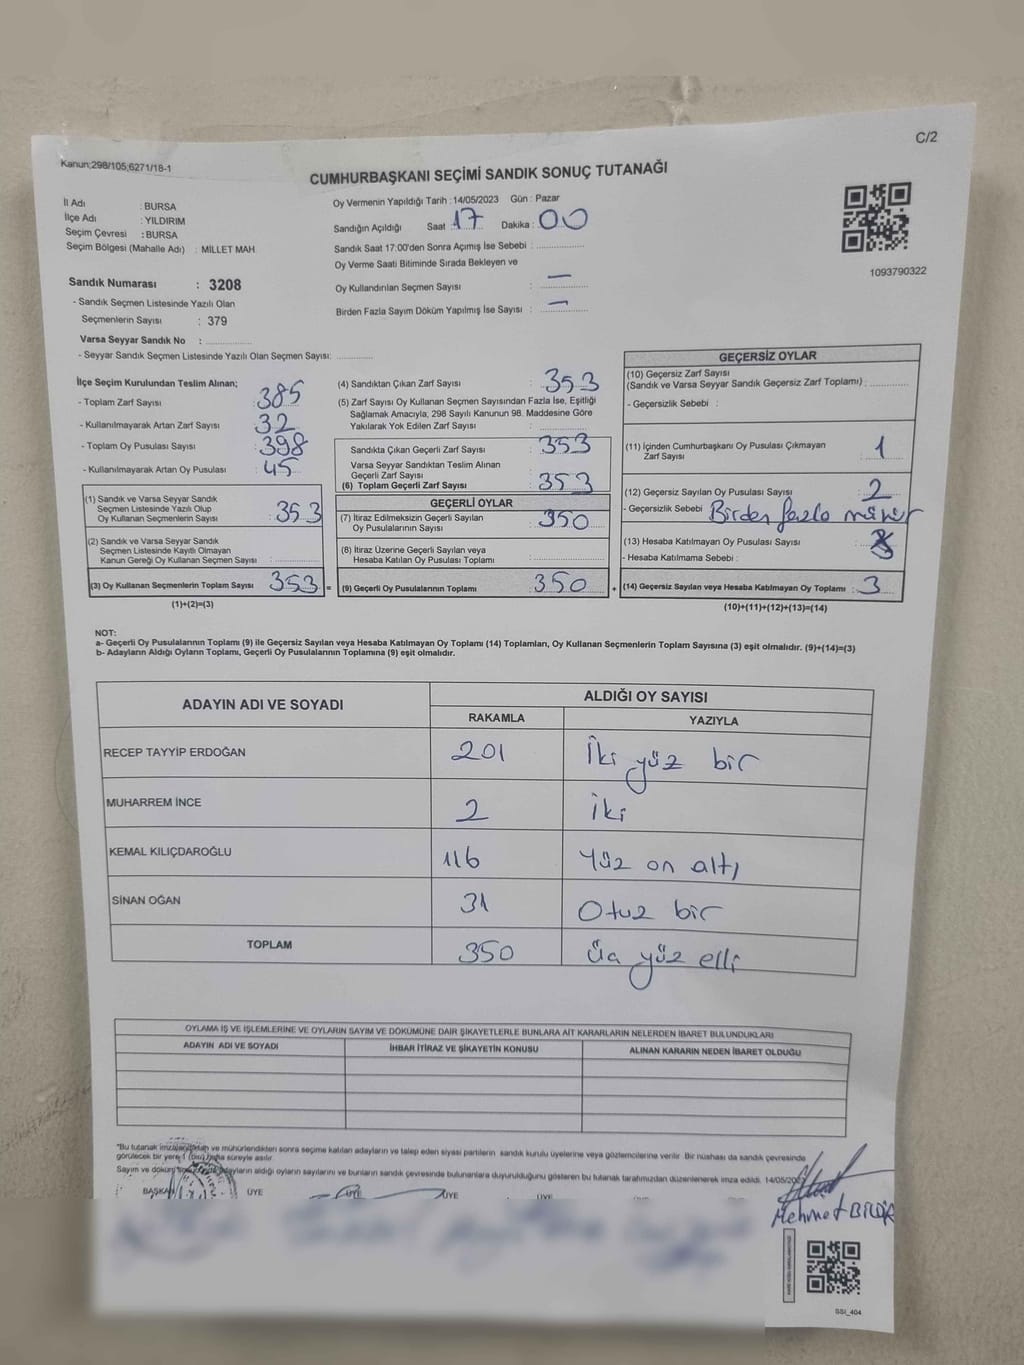 C/2
Kanun:298/105,6271/18-1
CUMHURBAŞKANI SEÇİMİ SANDIK SONUÇ TUTANAĞI
İl Adı : BURSA
İlçe Adı : YILDIRIM
Seçim Çevresi : BURSA
Seçim Bölgesi (Mahalle Adı) : MİLLET MAH
Oy Vermenin Yapıldığı Tarih : 14/05/2023 Gün : Pazar
Sandığın Açıldığı Saat : 17 Dakika : 00
Sandık Saat 17:00'den Sonra Açımış İse Sebebi :
Oy Verme Saati Bitiminde Sırada Bekleyen ve
Oy Kullandırılan Seçmen Sayısı : —
Birden Fazla Sayım Döküm Yapılmış İse Sayısı : —
1093790322
Sandık Numarası : 3208
- Sandık Seçmen Listesinde Yazılı Olan
Seçmenlerin Sayısı : 379
Varsa Seyyar Sandık No :
- Seyyar Sandık Seçmen Listesinde Yazılı Olan Seçmen Sayısı:
İlçe Seçim Kurulundan Teslim Alınan;
- Toplam Zarf Sayısı : 385
- Kullanılmayarak Artan Zarf Sayısı : 32
- Toplam Oy Pusulası Sayısı : 398
- Kullanılmayarak Artan Oy Pusulası : 45
(1) Sandık ve Varsa Seyyar Sandık
Seçmen Listesinde Yazılı Olup
Oy Kullanan Seçmenlerin Sayısı : 353
(2) Sandık ve Varsa Seyyar Sandık
Seçmen Listesinde Kayıtlı Olmayan
Kanun Gereği Oy Kullanan Seçmen Sayısı :
(3) Oy Kullanan Seçmenlerin Toplam Sayısı : 353 =
(1)+(2)=(3)
(4) Sandıktan Çıkan Zarf Sayısı : 353
(5) Zarf Sayısı Oy Kullanan Seçmen Sayısından Fazla İse, Eşitliği
Sağlamak Amacıyla, 298 Sayılı Kanunun 98. Maddesine Göre
Yakılarak Yok Edilen Zarf Sayısı :
Sandıkta Çıkan Geçerli Zarf Sayısı : 353
Varsa Seyyar Sandıktan Teslim Alınan
Geçerli Zarf Sayısı :
(6) Toplam Geçerli Zarf Sayısı : 353
GEÇERLİ OYLAR
(7) İtiraz Edilmeksizin Geçerli Sayılan
Oy Pusulalarının Sayısı : 350
(8) İtiraz Üzerine Geçerli Sayılan veya
Hesaba Katılan Oy Pusulası Toplamı :
(9) Geçerli Oy Pusulalarının Toplamı : 350 +
GEÇERSİZ OYLAR
(10) Geçersiz Zarf Sayısı
(Sandık ve Varsa Seyyar Sandık Geçersiz Zarf Toplamı) :
- Geçersizlik Sebebi :
(11) İçinden Cumhurbaşkanı Oy Pusulası Çıkmayan
Zarf Sayısı : 1
(12) Geçersiz Sayılan Oy Pusulası Sayısı : 2
- Geçersizlik Sebebi : Birden fazla mühür
(13) Hesaba Katılmayan Oy Pusulası Sayısı :
- Hesaba Katılmama Sebebi :
(14) Geçersiz Sayılan veya Hesaba Katılmayan Oy Toplamı : 3
(10)+(11)+(12)+(13)=(14)
NOT:
a- Geçerli Oy Pusulalarının Toplamı (9) ile Geçersiz Sayılan veya Hesaba Katılmayan Oy Toplamı (14) Toplamları, Oy Kullanan Seçmenlerin Toplam Sayısına (3) eşit olmalıdır. (9)+(14)=(3)
b- Adayların Aldığı Oyların Toplamı, Geçerli Oy Pusulalarının Toplamına (9) eşit olmalıdır.
ADAYIN ADI VE SOYADI ALDIĞI OY SAYISI
RAKAMLA YAZIYLA
RECEP TAYYİP ERDOĞAN 201 İki yüz bir
MUHARREM İNCE 2 İki
KEMAL KILIÇDAROĞLU 116 Yüz on altı
SİNAN OĞAN 31 Otuz bir
TOPLAM 350 Üç yüz elli
OYLAMA İŞ VE İŞLEMLERİNE VE OYLARIN SAYIM VE DÖKÜMÜNE DAİR ŞİKAYETLERLE BUNLARA AİT KARARLARIN NELERDEN İBARET BULUNDUKLARI
ADAYIN ADI VE SOYADI İHBAR İTİRAZ VE ŞİKAYETİN KONUSU ALINAN KARARIN NEDEN İBARET OLDUĞU
*Bu tutanak imzalandıktan ve mühürlendikten sonra seçime katılan adayların ve talep eden siyasi partilerin sandık kurulu üyelerine veya gözlemcilerine verilir. Bir nüshası da sandık çevresinde
görülecek bir yere 1 (bir) hafta süreyle asılır.
Sayım ve döküm adayların aldığı oyların sayılarını ve bunların sandık çevresinde bulunanlara duyurulduğunu gösteren bu tutanak tarafımızdan düzenlenerek imza edildi. 14/05/2023
BAŞKAN ÜYE ÜYE ÜYE ÜYE
Mehmet
SSI_404